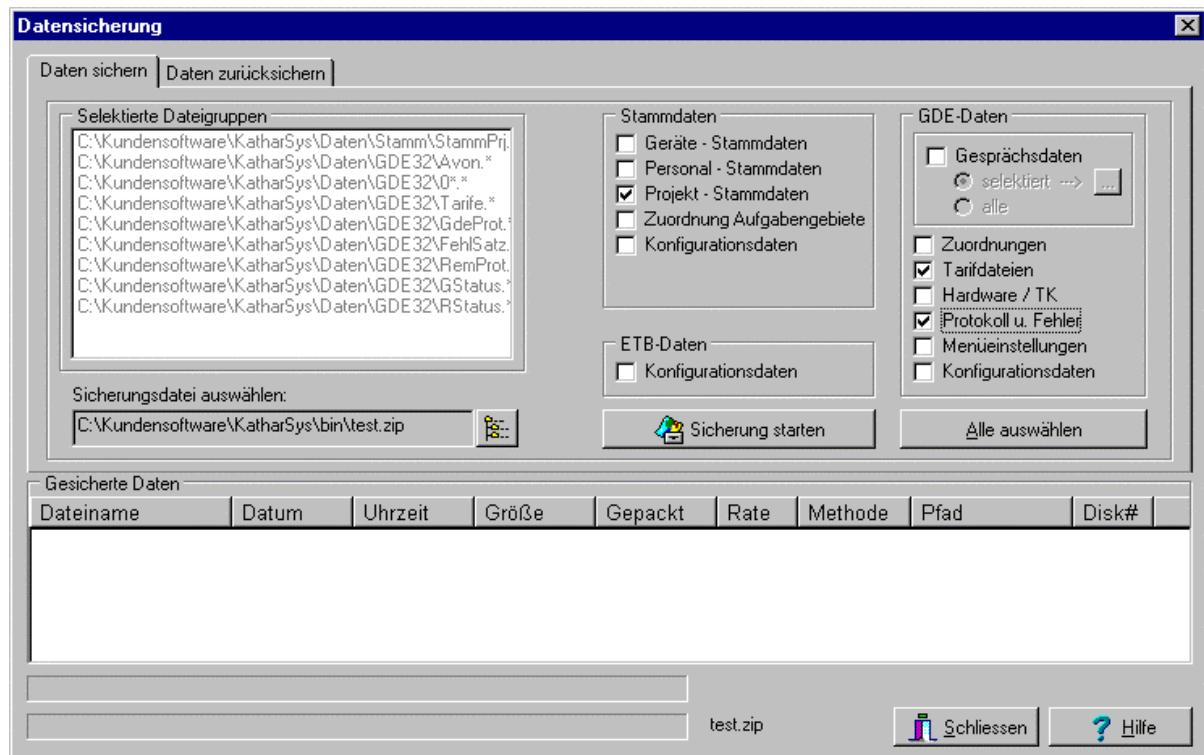 Datensicherung
Daten sichern
Daten zurücksichern
Selektierte Dateigruppen
C:\Kundensoftware\KatharSys\Daten\Stamm\StammPrj.
C:\Kundensoftware\KatharSys\Daten\GDE32\Avon.*
C:\Kundensoftware\KatharSys\Daten\GDE32\0*.*
C:\Kundensoftware\KatharSys\Daten\GDE32\Tarife.*
C:\Kundensoftware\KatharSys\Daten\GDE32\GdeProt.*
C:\Kundensoftware\KatharSys\Daten\GDE32\FehlSatz.
C:\Kundensoftware\KatharSys\Daten\GDE32\RemProt.
C:\Kundensoftware\KatharSys\Daten\GDE32\GStatus.*
C:\Kundensoftware\KatharSys\Daten\GDE32\RStatus.*
Sicherungsdatei auswählen:
C:\Kundensoftware\KatharSys\bin\test.zip
Stammdaten
Geräte - Stammdaten
Personal - Stammdaten
Projekt - Stammdaten
Zuordnung Aufgabengebiete
Konfigurationsdaten
ETB-Daten
Konfigurationsdaten
Sicherung starten
GDE-Daten
Gesprächsdaten
selektiert ---> ...
alle
Zuordnungen
Tarifdateien
Hardware / TK
Protokoll u. Fehler
Menüeinstellungen
Konfigurationsdaten
Alle auswählen
Gesicherte Daten
Dateiname Datum Uhrzeit Größe Gepackt Rate Methode Pfad Disk#
test.zip
Schliessen
Hilfe